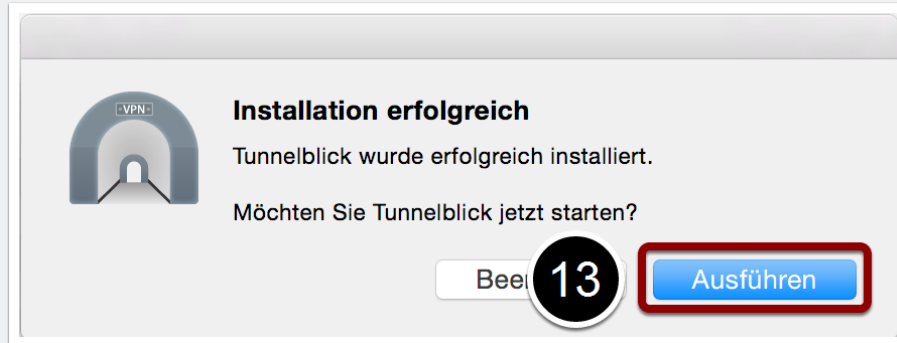 VPN
Installation erfolgreich
Tunnelblick wurde erfolgreich installiert.
Möchten Sie Tunnelblick jetzt starten?
13 Ausführen